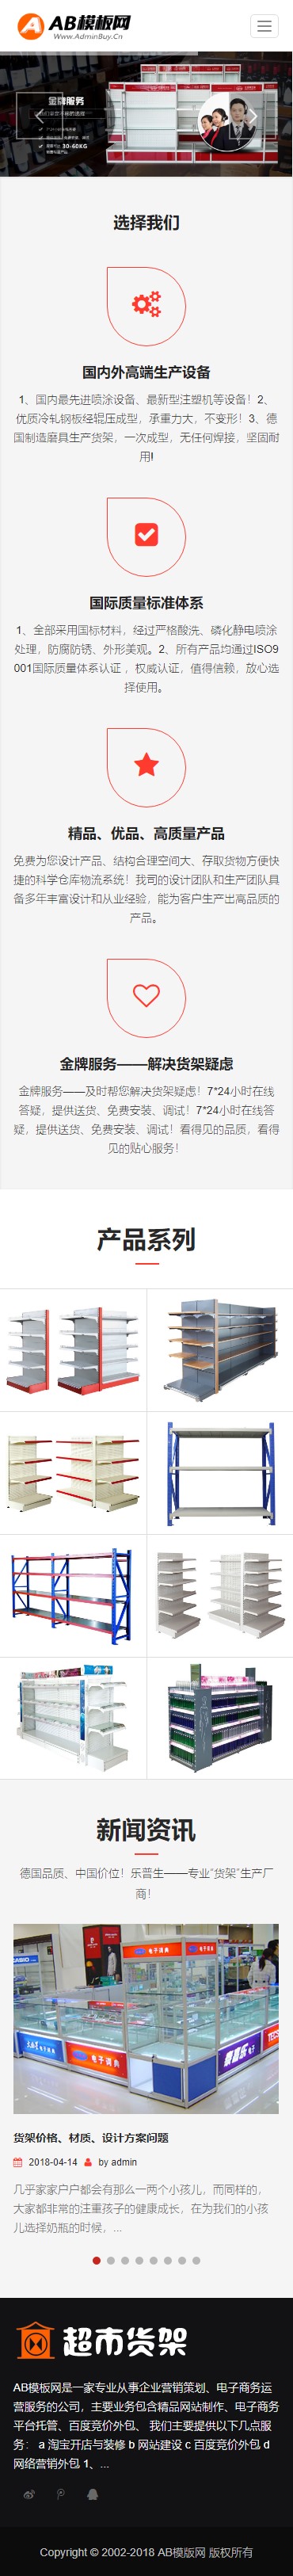 AB模板网
Www.AdminBuy.Cn
金牌服务
30-60KG
选择我们
国内外高端生产设备
1、国内最先进喷涂设备、最新型注塑机等设备！2、
优质冷轧钢板经辊压成型，承重力大，不变形！3、德
国制造磨具生产货架，一次成型，无任何焊接，坚固耐
用!
国际质量标准体系
1、全部采用国标材料，经过严格酸洗、磷化静电喷涂
处理，防腐防锈、外形美观。2、所有产品均通过ISO9
001国际质量体系认证 ，权威认证，值得信赖，放心选
择使用。
精品、优品、高质量产品
免费为您设计产品、结构合理空间大、存取货物方便快
捷的科学仓库物流系统！我司的设计团队和生产团队具
备多年丰富设计和从业经验，能为客户生产出高品质的
产品。
金牌服务——解决货架疑虑
金牌服务——及时帮您解决货架疑虑！7*24小时在线
答疑，提供送货、免费安装、调试！7*24小时在线答
疑，提供送货、免费安装、调试！看得见的品质，看得
见的贴心服务！
产品系列
新闻资讯
德国品质、中国价位！乐普生——专业“货架”生产厂
商！
电子词典
电子词典
货架价格、材质、设计方案问题
2018-04-14 by admin
几乎家家户户都会有那么一两个小孩儿，而同样的，
大家都非常的注重孩子的健康成长，在为我们的小孩
儿选择奶瓶的时候，...
超市货架
AB模板网是一家专业从事企业营销策划、电子商务运
营服务的公司，主要业务包含精品网站制作、电子商务
平台托管、百度竞价外包、 我们主要提供以下几点服
务： a 淘宝开店与装修 b 网站建设 c 百度竞价外包 d
网络营销外包 1、...
Copyright © 2002-2018 AB模版网 版权所有